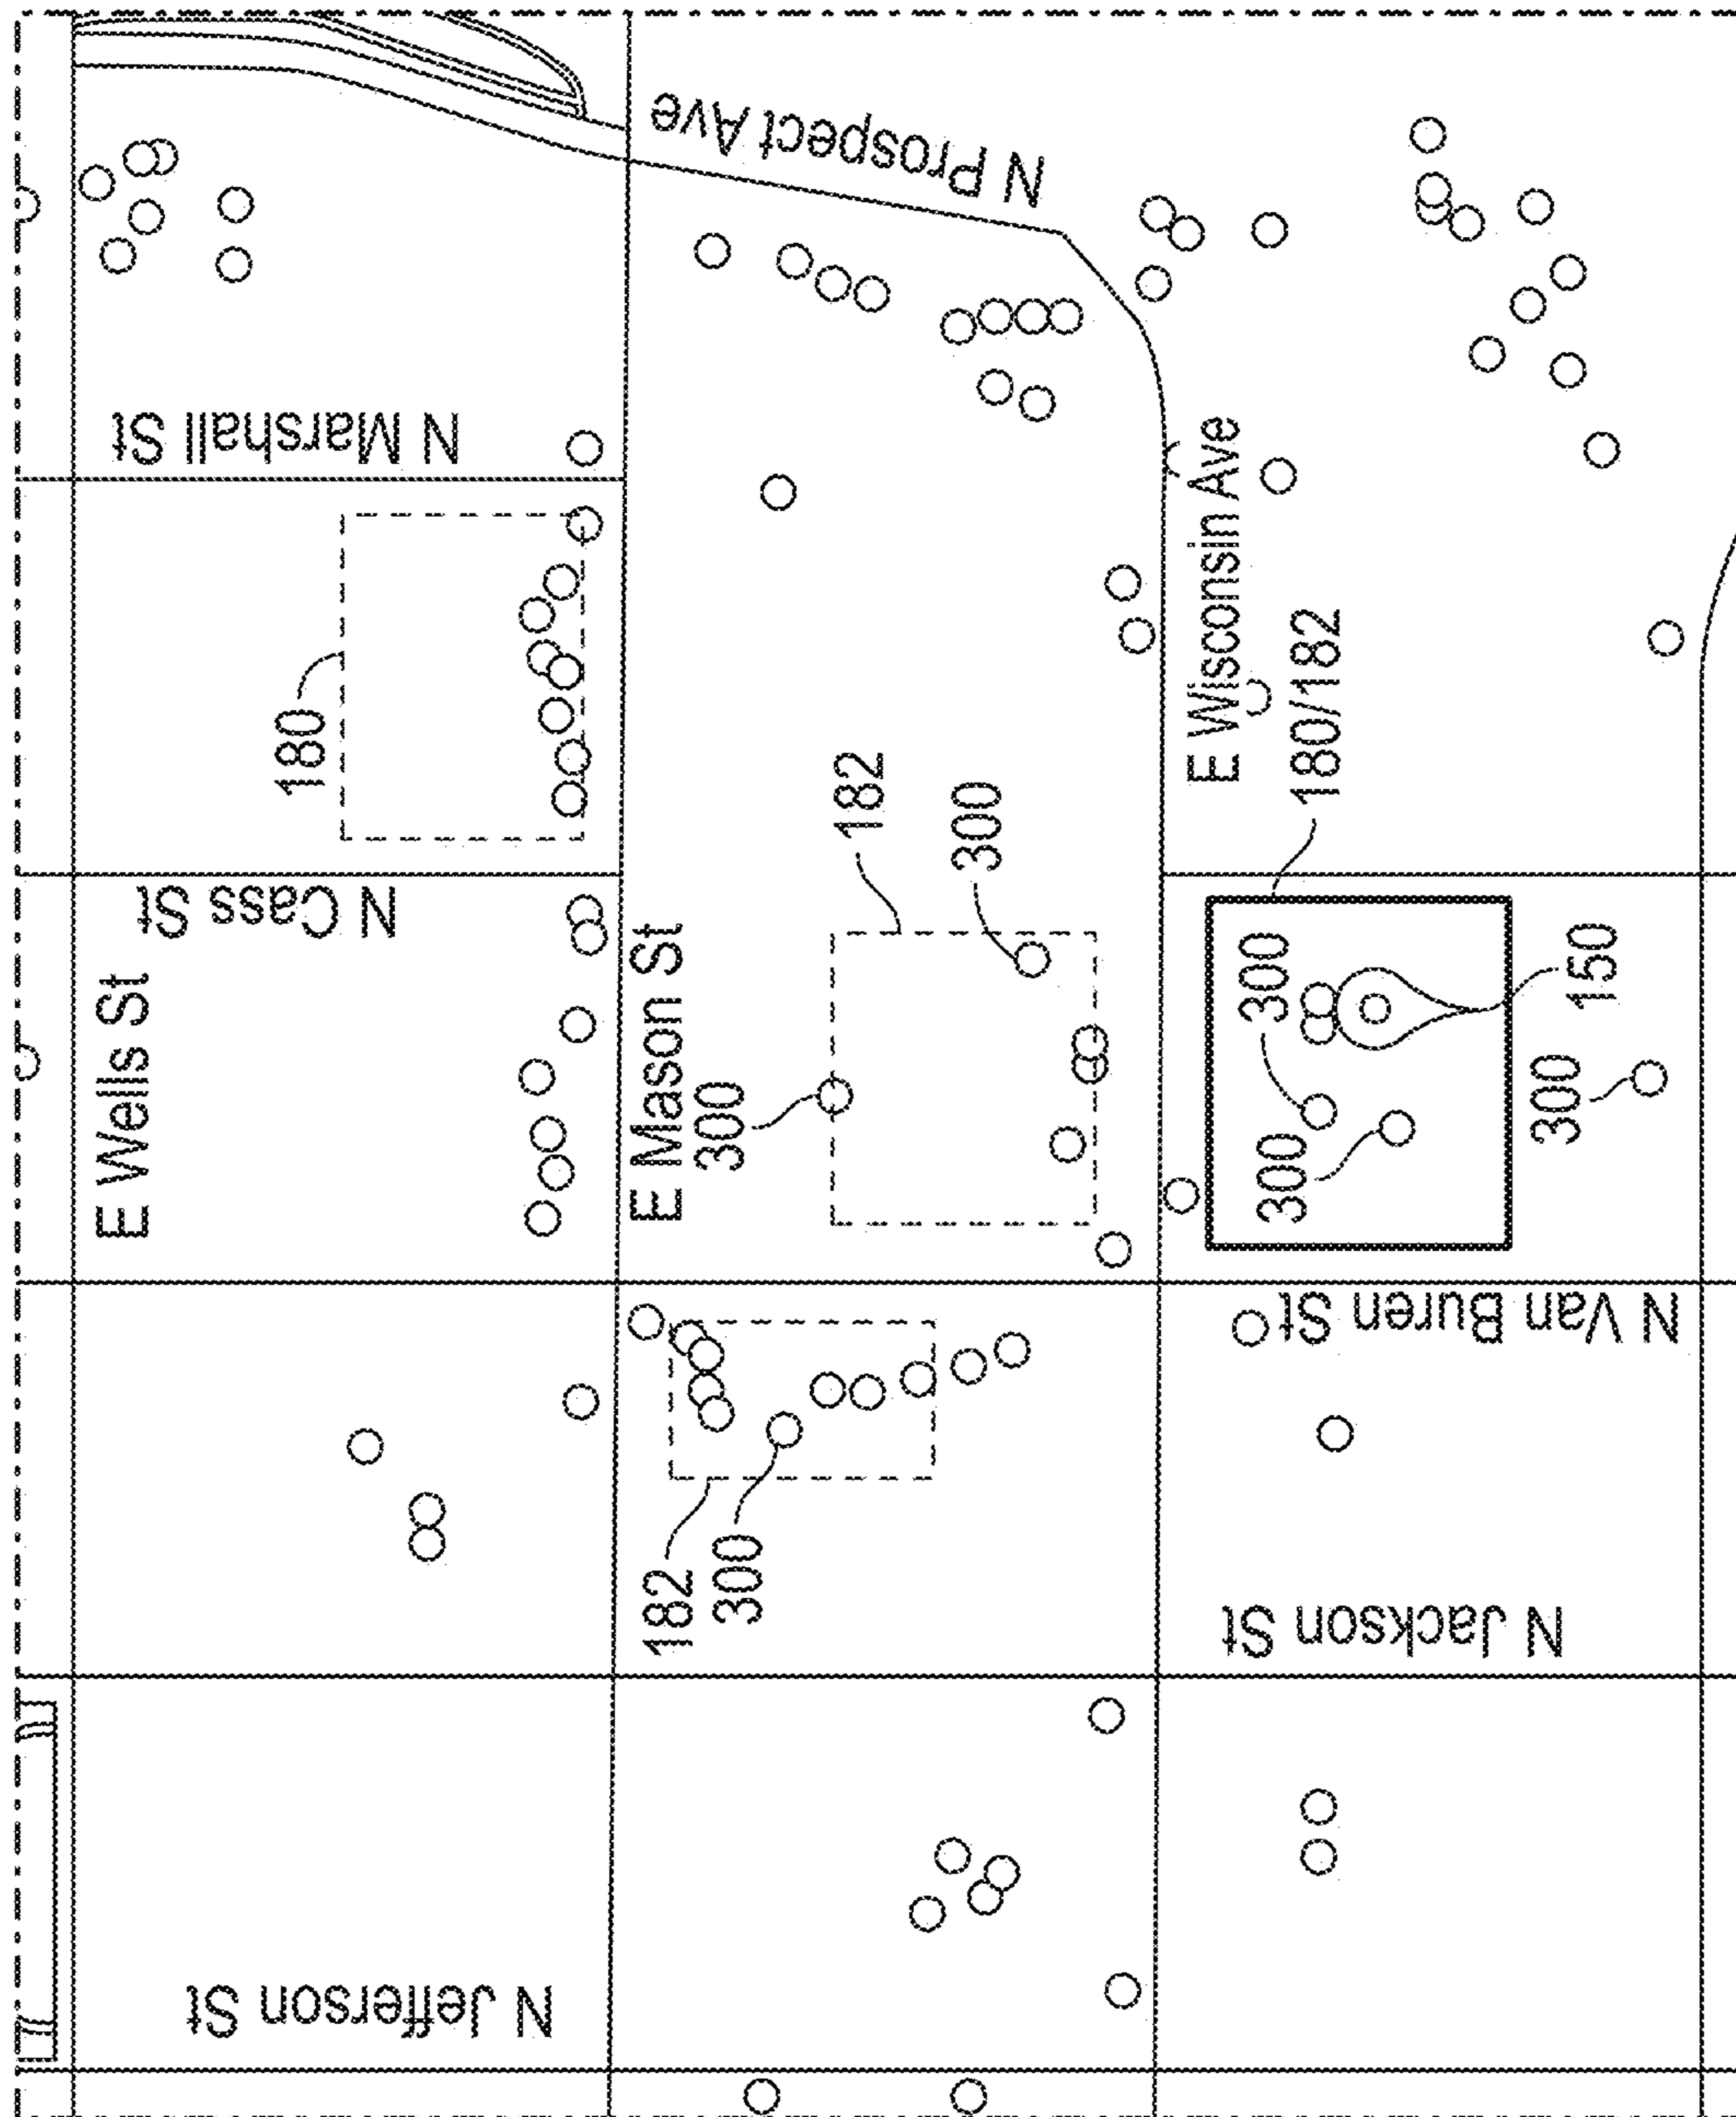 E Wells St
N Marshall St
180
N Cass St
E Mason St
300
182
300
N Prospect Ave
E Wisconsin Ave
180/182
300
300
150
300
182
300
N Van Buren St
N Jackson St
N Jefferson St